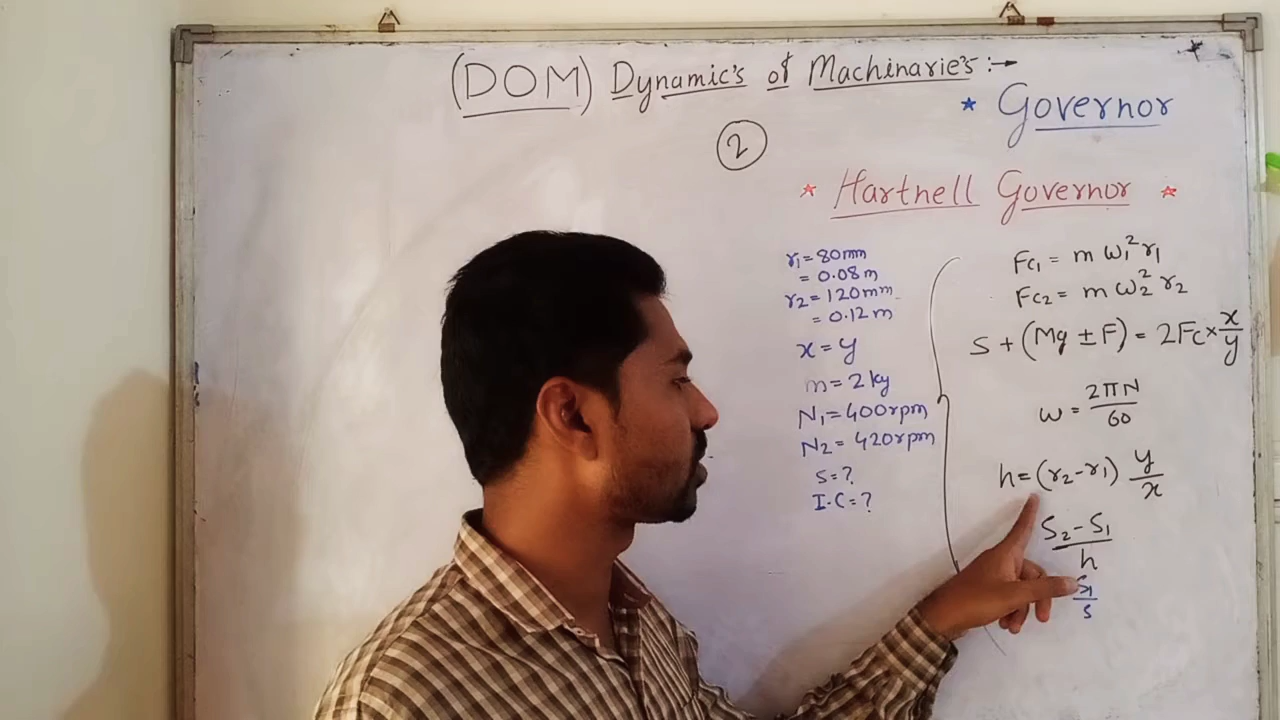 (DOM) Dynamic's of Machinarie's :→
* Governor
2
* Hartnell Governor *
r₁ = 80mm
= 0.08 m
r₂ = 120mm
= 0.12 m
x = y
m = 2 kg
N₁ = 400rpm
N₂ = 420rpm
s = ?
I·C = ?
Fc₁ = m ω₁² r₁
Fc₂ = m ω₂² r₂
S + (Mg ± F) = 2Fc × x/y
ω = 2πN/60
h = (r₂ - r₁) y/x
S₂ - S₁/h
S₁/s